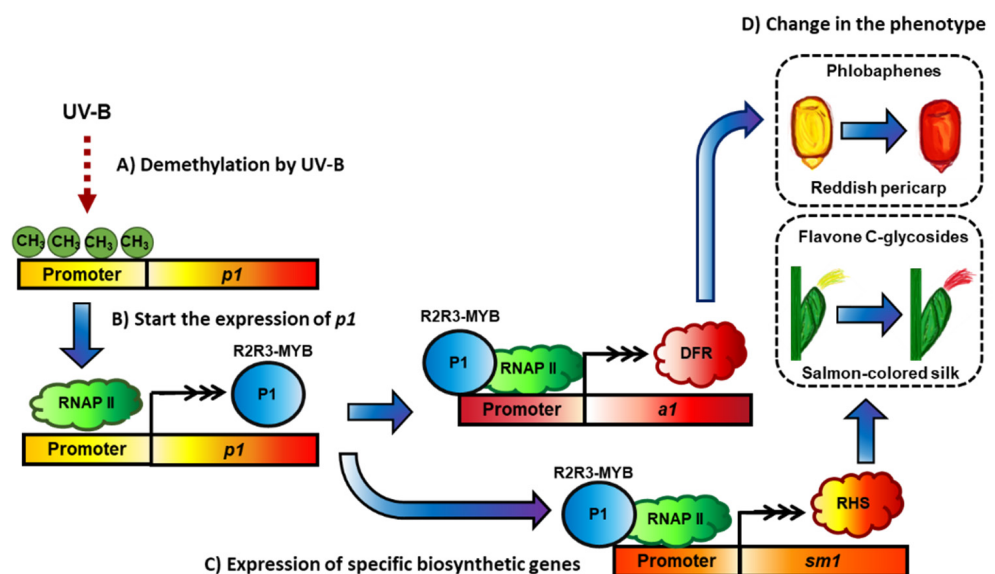 D) Change in the phenotype
Phlobaphenes
Reddish pericarp
Flavone C-glycosides
Salmon-colored silk
UV-B
A) Demethylation by UV-B
CH3 CH3 CH3 CH3
Promoter p1
B) Start the expression of p1
R2R3-MYB
RNAP II P1
Promoter p1
R2R3-MYB
P1 RNAP II DFR
Promoter a1
R2R3-MYB
P1 RNAP II RHS
Promoter sm1
C) Expression of specific biosynthetic genes